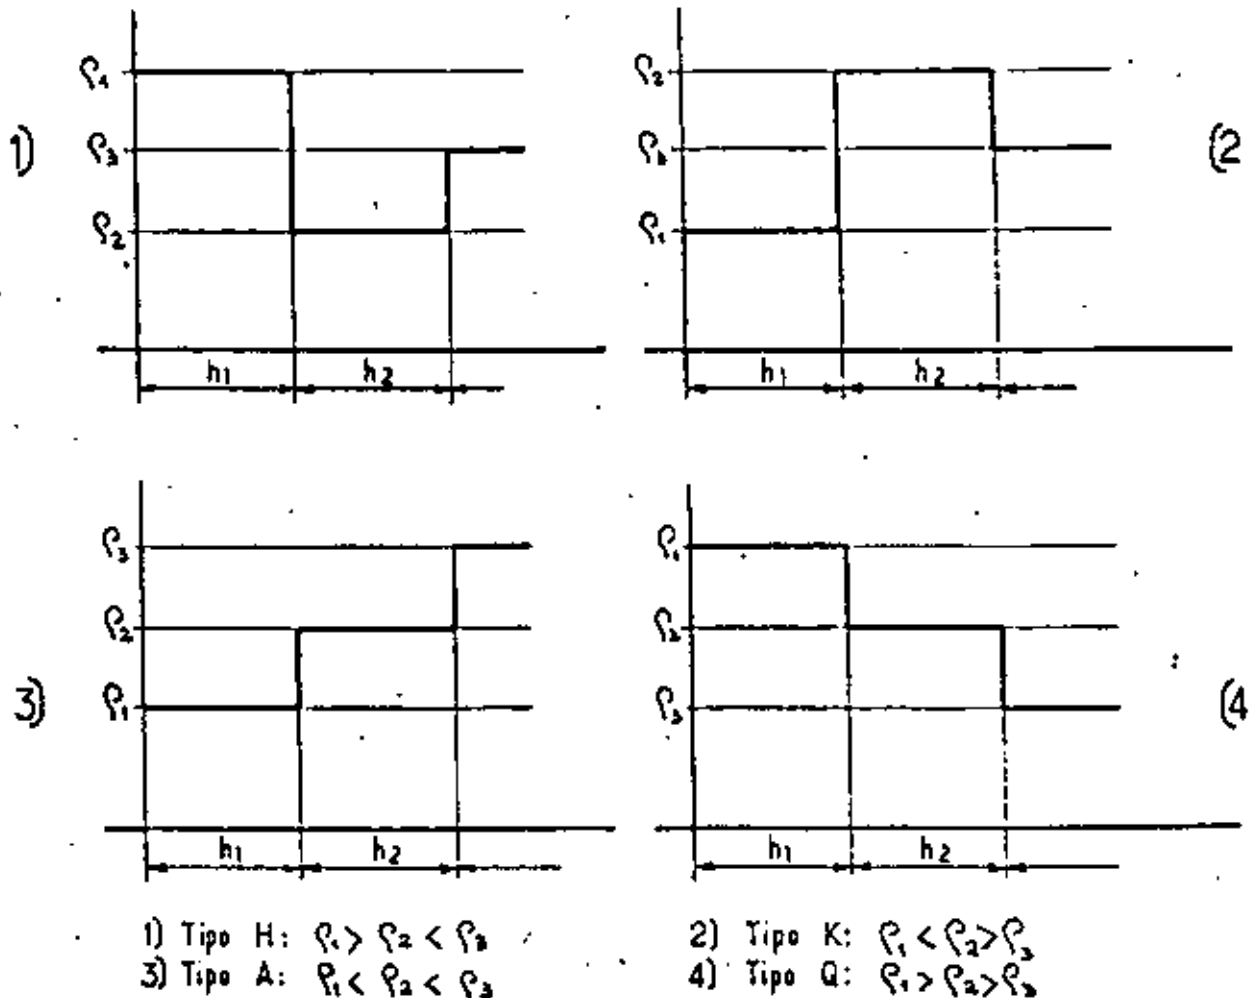 1)
ρ₁
ρ₃
ρ₂
h₁ h₂
(2
ρ₂
ρ₃
ρ₁
h₁ h₂
3)
ρ₃
ρ₂
ρ₁
h₁ h₂
(4
ρ₁
ρ₂
ρ₃
h₁ h₂
1) Tipo H: ρ₁ > ρ₂ < ρ₃
2) Tipo K: ρ₁ < ρ₂ > ρ₃
3) Tipo A: ρ₁ < ρ₂ < ρ₃
4) Tipo Q: ρ₁ > ρ₂ > ρ₃